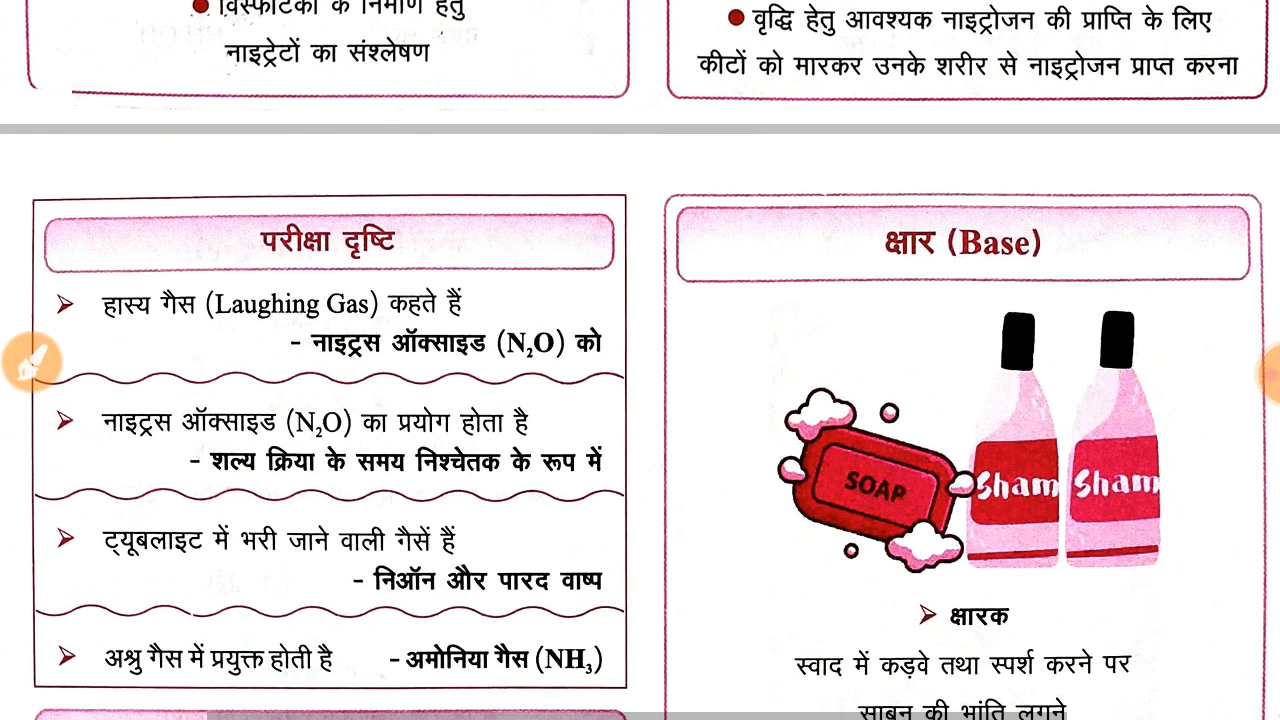 विस्फोटकों के निर्माण हेतु
नाइट्रेटों का संश्लेषण
● वृद्धि हेतु आवश्यक नाइट्रोजन की प्राप्ति के लिए
कीटों को मारकर उनके शरीर से नाइट्रोजन प्राप्त करना
परीक्षा दृष्टि
➢ हास्य गैस (Laughing Gas) कहते हैं
- नाइट्रस ऑक्साइड (N₂O) को
➢ नाइट्रस ऑक्साइड (N₂O) का प्रयोग होता है
- शल्य क्रिया के समय निश्चेतक के रूप में
➢ ट्यूबलाइट में भरी जाने वाली गैसें हैं
- निऑन और पारद वाष्प
➢ अश्रु गैस में प्रयुक्त होती है - अमोनिया गैस (NH₃)
क्षार (Base)
SOAP
Sham
Sham
➢ क्षारक
स्वाद में कड़वे तथा स्पर्श करने पर
साबुन की भांति लगने